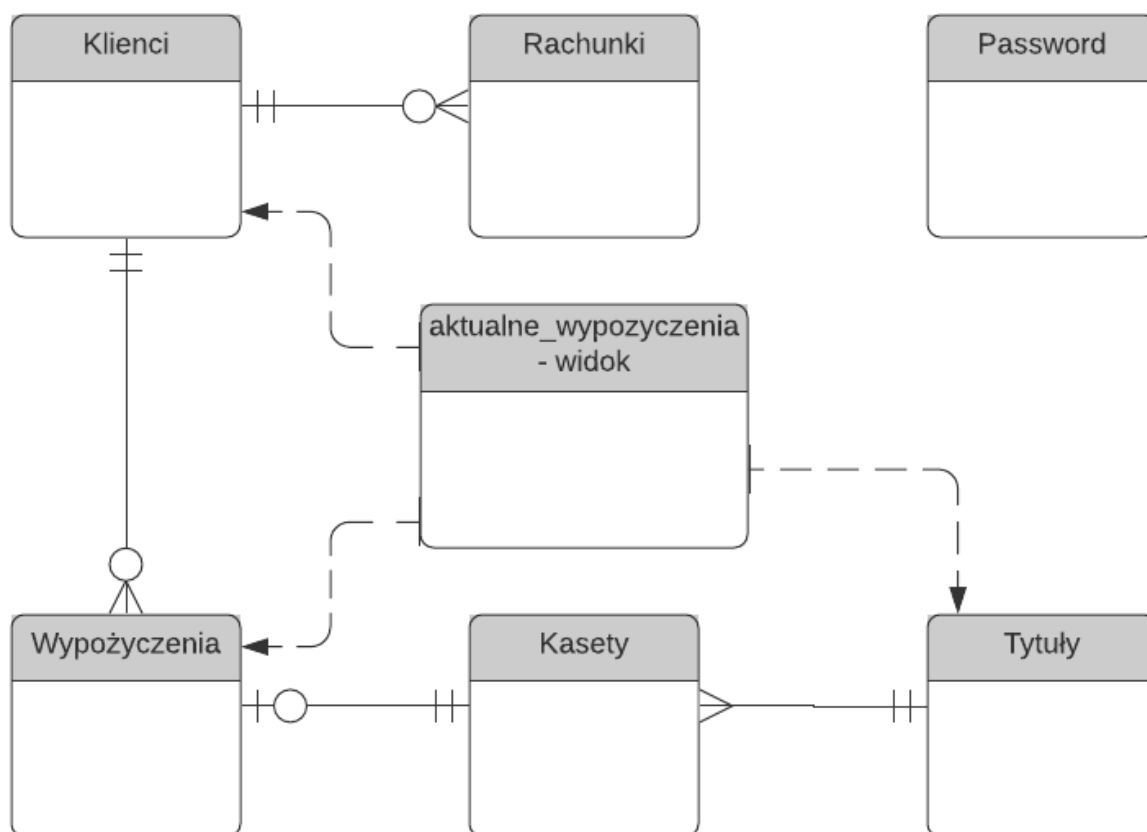 Klienci
Rachunki
Password
aktualne_wypozyczenia
- widok
Wypożyczenia
Kasety
Tytuły